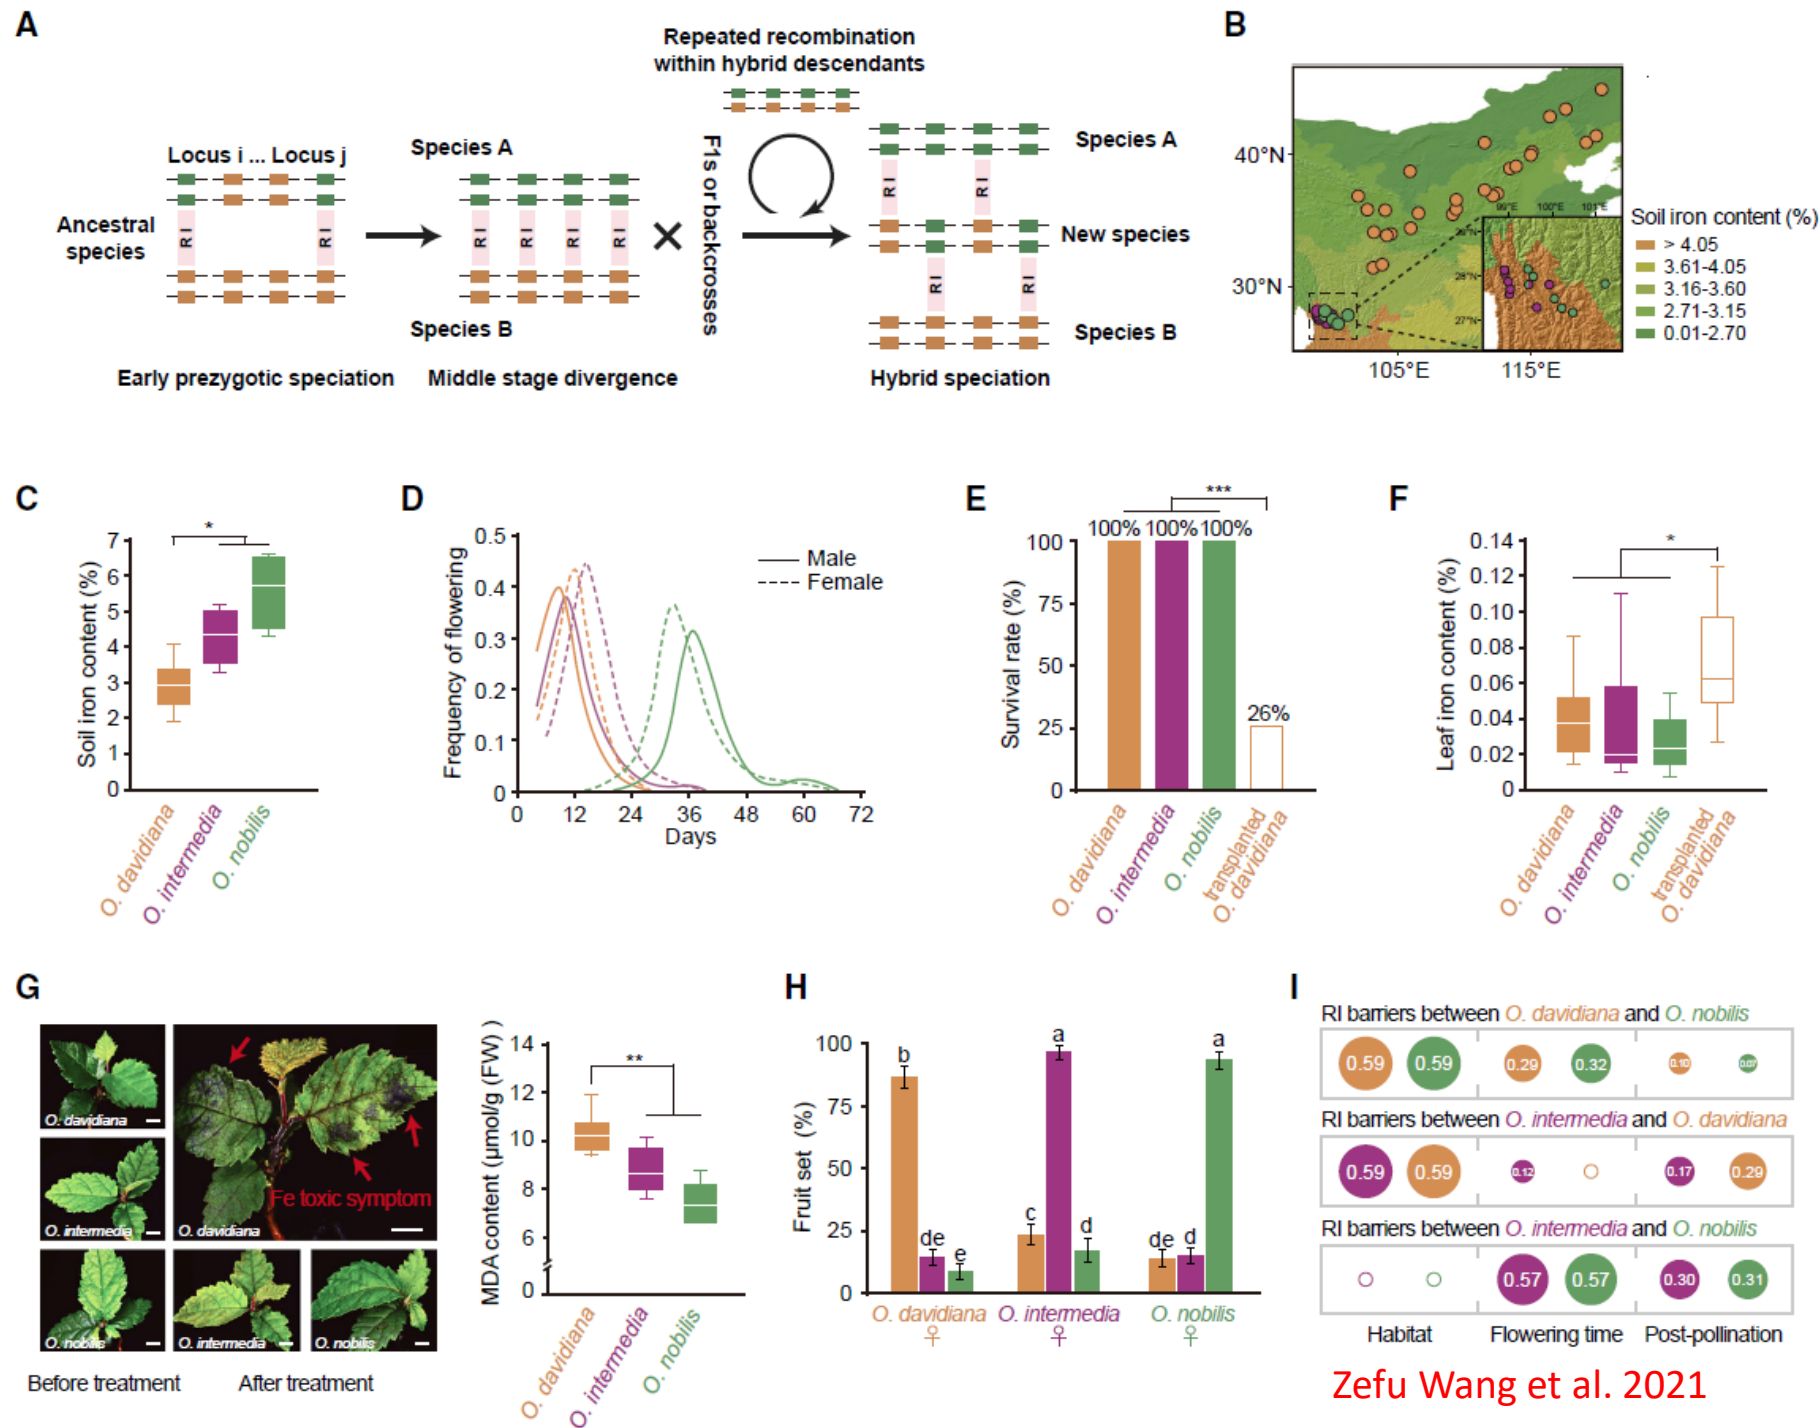 A
Repeated recombination
within hybrid descendants
Locus i ... Locus j
Species A
Ancestral
species
R I
R I
R I
R I
R I
R I
Species B
F1s or backcrosses
R I
R I
R I
R I
Species A
New species
Species B
Early prezygotic speciation
Middle stage divergence
Hybrid speciation
B
40°N
30°N
105°E
115°E
99°E
100°E
101°E
28°N
27°N
Soil iron content (%)
> 4.05
3.61-4.05
3.16-3.60
2.71-3.15
0.01-2.70
C
*
Soil iron content (%)
7
6
5
4
3
2
1
0
O. davidiana
O. intermedia
O. nobilis
D
Frequency of flowering
0.5
0.4
0.3
0.2
0.1
0
Male
Female
0
12
24
36
48
60
72
Days
E
***
100%
100%
100%
26%
Survival rate (%)
100
75
50
25
0
O. davidiana
O. intermedia
O. nobilis
transplanted
O. davidiana
F
*
Leaf iron content (%)
0.14
0.12
0.10
0.08
0.06
0.04
0.02
0
O. davidiana
O. intermedia
O. nobilis
transplanted
O. davidiana
G
O. davidiana
O. intermedia
O. nobilis
Fe toxic symptom
O. davidiana
O. intermedia
O. nobilis
Before treatment
After treatment
**
MDA content (μmol/g (FW) )
14
12
10
8
6
0
O. davidiana
O. intermedia
O. nobilis
H
Fruit set (%)
100
75
50
25
0
b
de
e
c
a
d
de
d
a
O. davidiana
♀
O. intermedia
♀
O. nobilis
♀
I
RI barriers between O. davidiana and O. nobilis
0.59
0.59
0.29
0.32
0.10
0.07
RI barriers between O. intermedia and O. davidiana
0.59
0.59
0.12
0.17
0.29
RI barriers between O. intermedia and O. nobilis
0.57
0.57
0.30
0.31
Habitat
Flowering time
Post-pollination
Zefu Wang et al. 2021